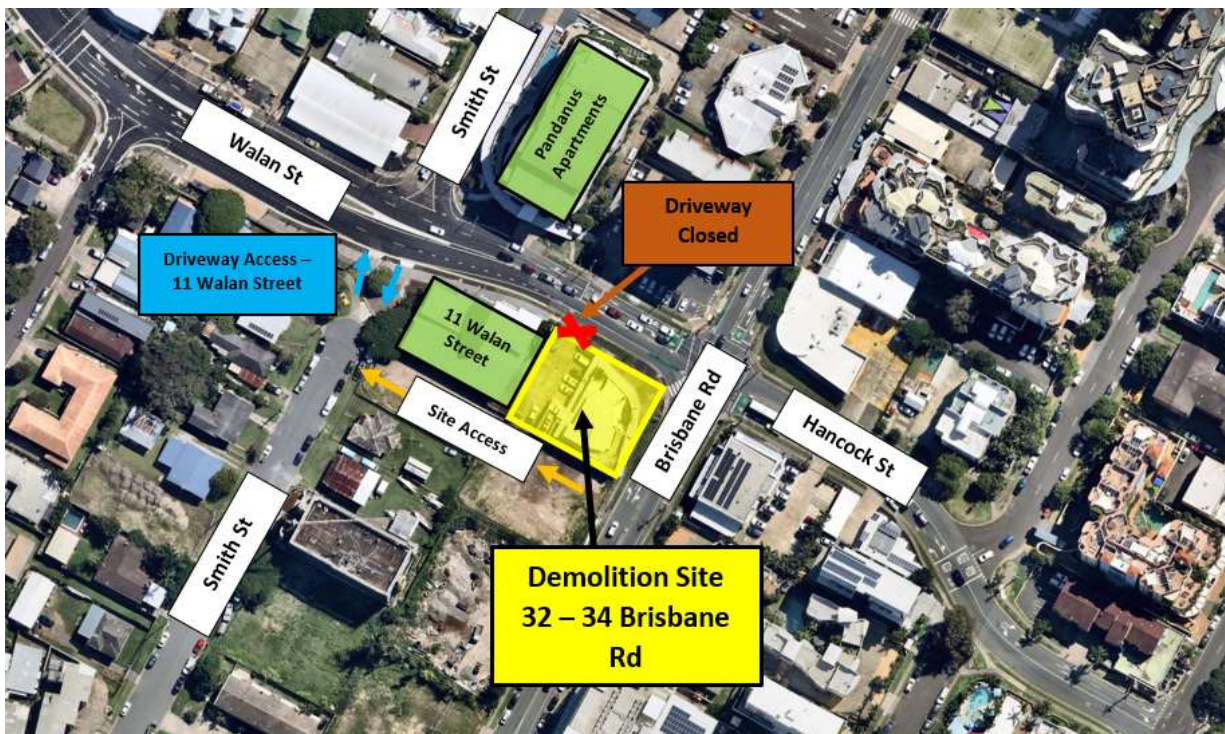 Smith St
Pandanus
Apartments
Walan St
Driveway
Closed
Driveway Access –
11 Walan Street
11 Walan
Street
Site Access
Brisbane Rd
Hancock St
Smith St
Demolition Site
32 – 34 Brisbane
Rd